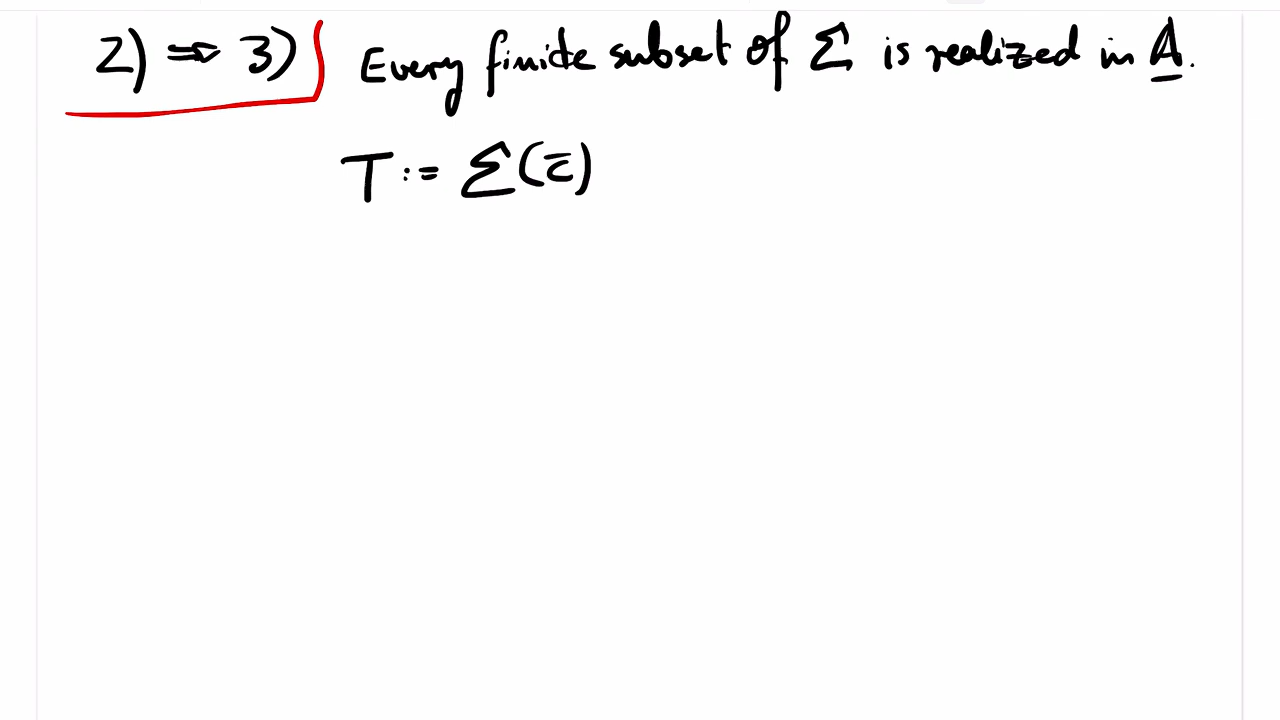 2) ⇒ 3) Every finite subset of Σ is realized in A.
T := Σ(c̄)